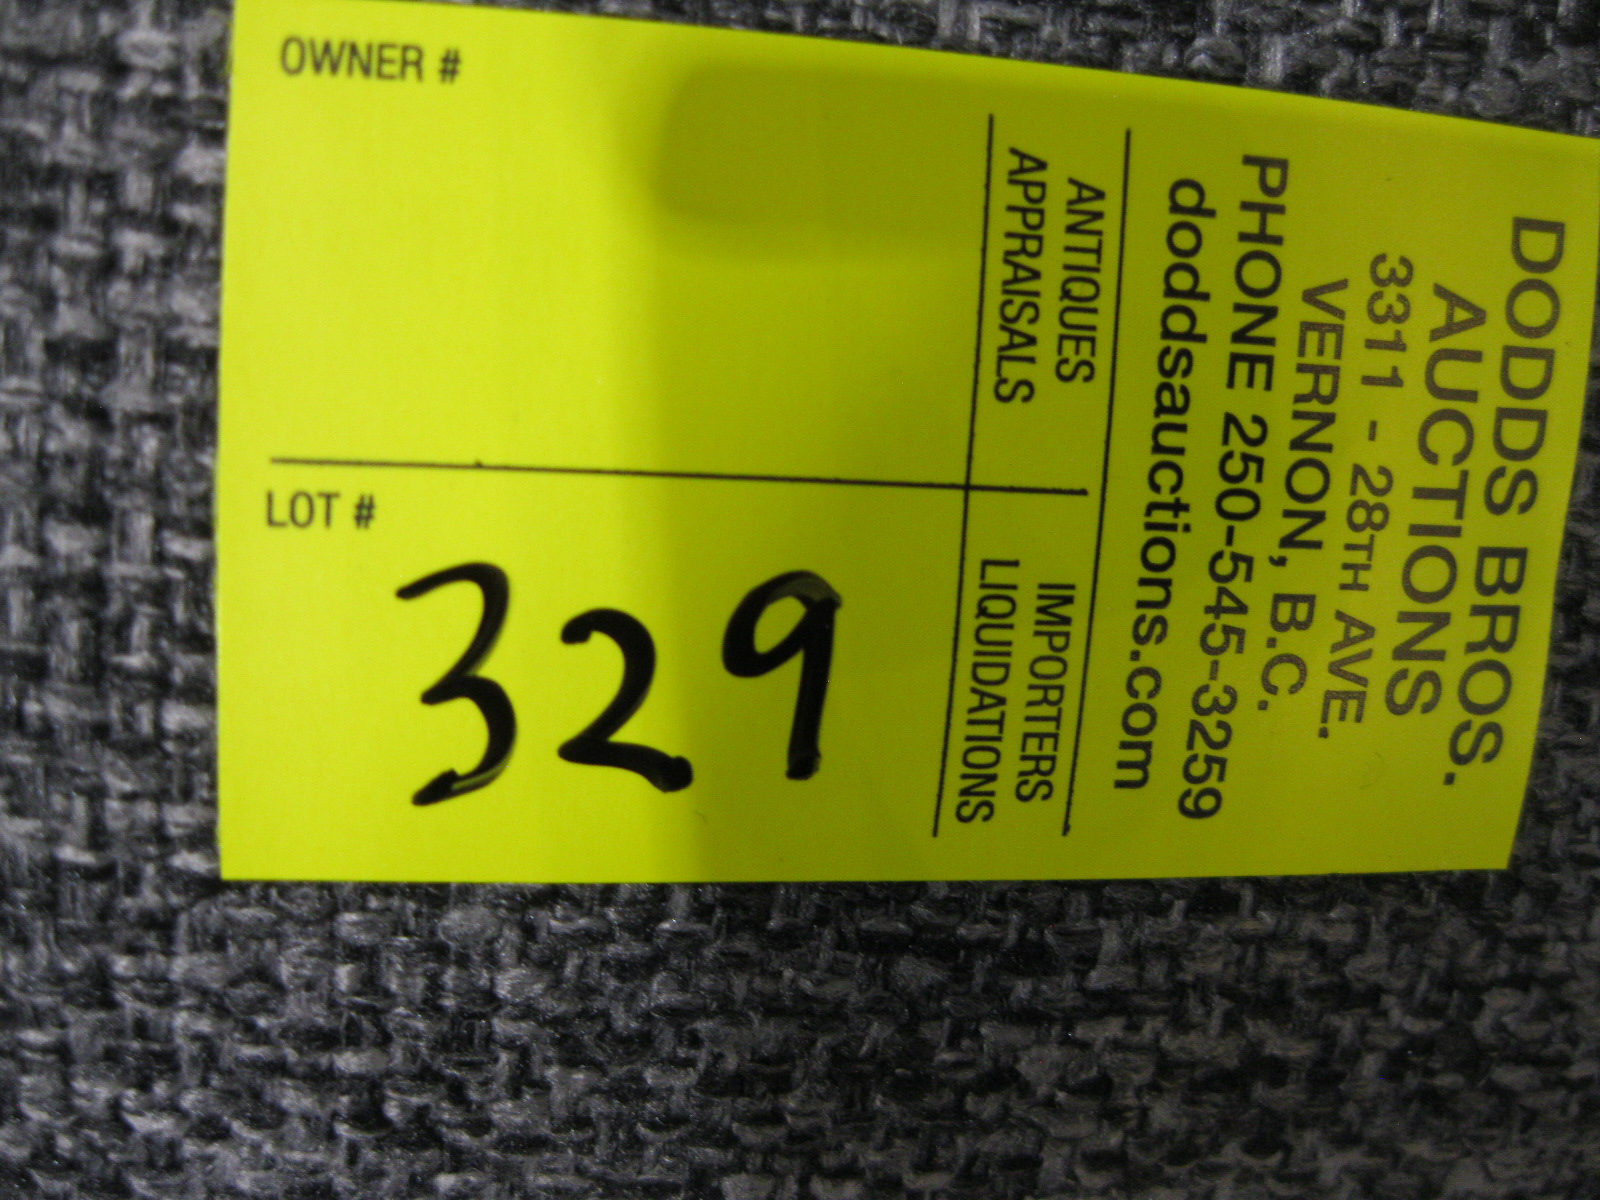 DODDS BROS.
AUCTIONS
3311 - 28TH AVE.
VERNON, B.C.
PHONE 250-545-3259
doddsauctions.com
ANTIQUES
APPRAISALS
IMPORTERS
LIQUIDATIONS
OWNER #
LOT #
329